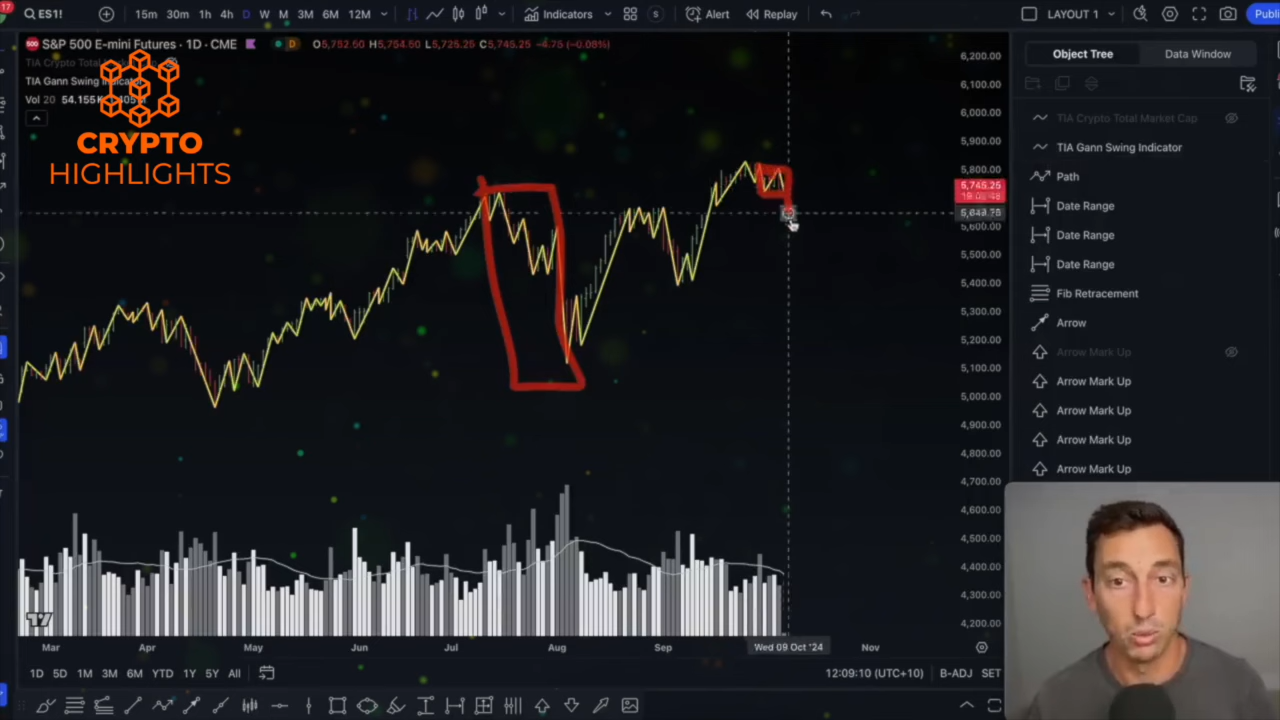 17
ES1!
15m 30m 1h 4h D W M 3M 6M 12M Indicators S Alert Replay LAYOUT 1 Publi
500 S&P 500 E-mini Futures · 1D · CME D O5,752.50 H5,754.50 L5,725.25 C5,745.25 -4.75 (-0.08%)
TIA Gann Swing Indicator
Vol 20 54.155K
CRYPTO
HIGHLIGHTS
6,200.00
6,100.00
6,000.00
5,900.00
5,800.00
5,745.25
5,600.00
5,500.00
5,400.00
5,300.00
5,200.00
5,100.00
5,000.00
4,900.00
4,800.00
4,700.00
4,600.00
4,500.00
4,400.00
4,300.00
4,200.00
Object Tree Data Window
TIA Crypto Total Market Cap
TIA Gann Swing Indicator
Path
Date Range
Date Range
Date Range
Fib Retracement
Arrow
Arrow Mark Up
Arrow Mark Up
Arrow Mark Up
Arrow Mark Up
Arrow Mark Up
Mar Apr May Jun Jul Aug Sep Wed 09 Oct '24 Nov
1D 5D 1M 3M 6M YTD 1Y 5Y All 12:09:10 (UTC+10) B-ADJ SET